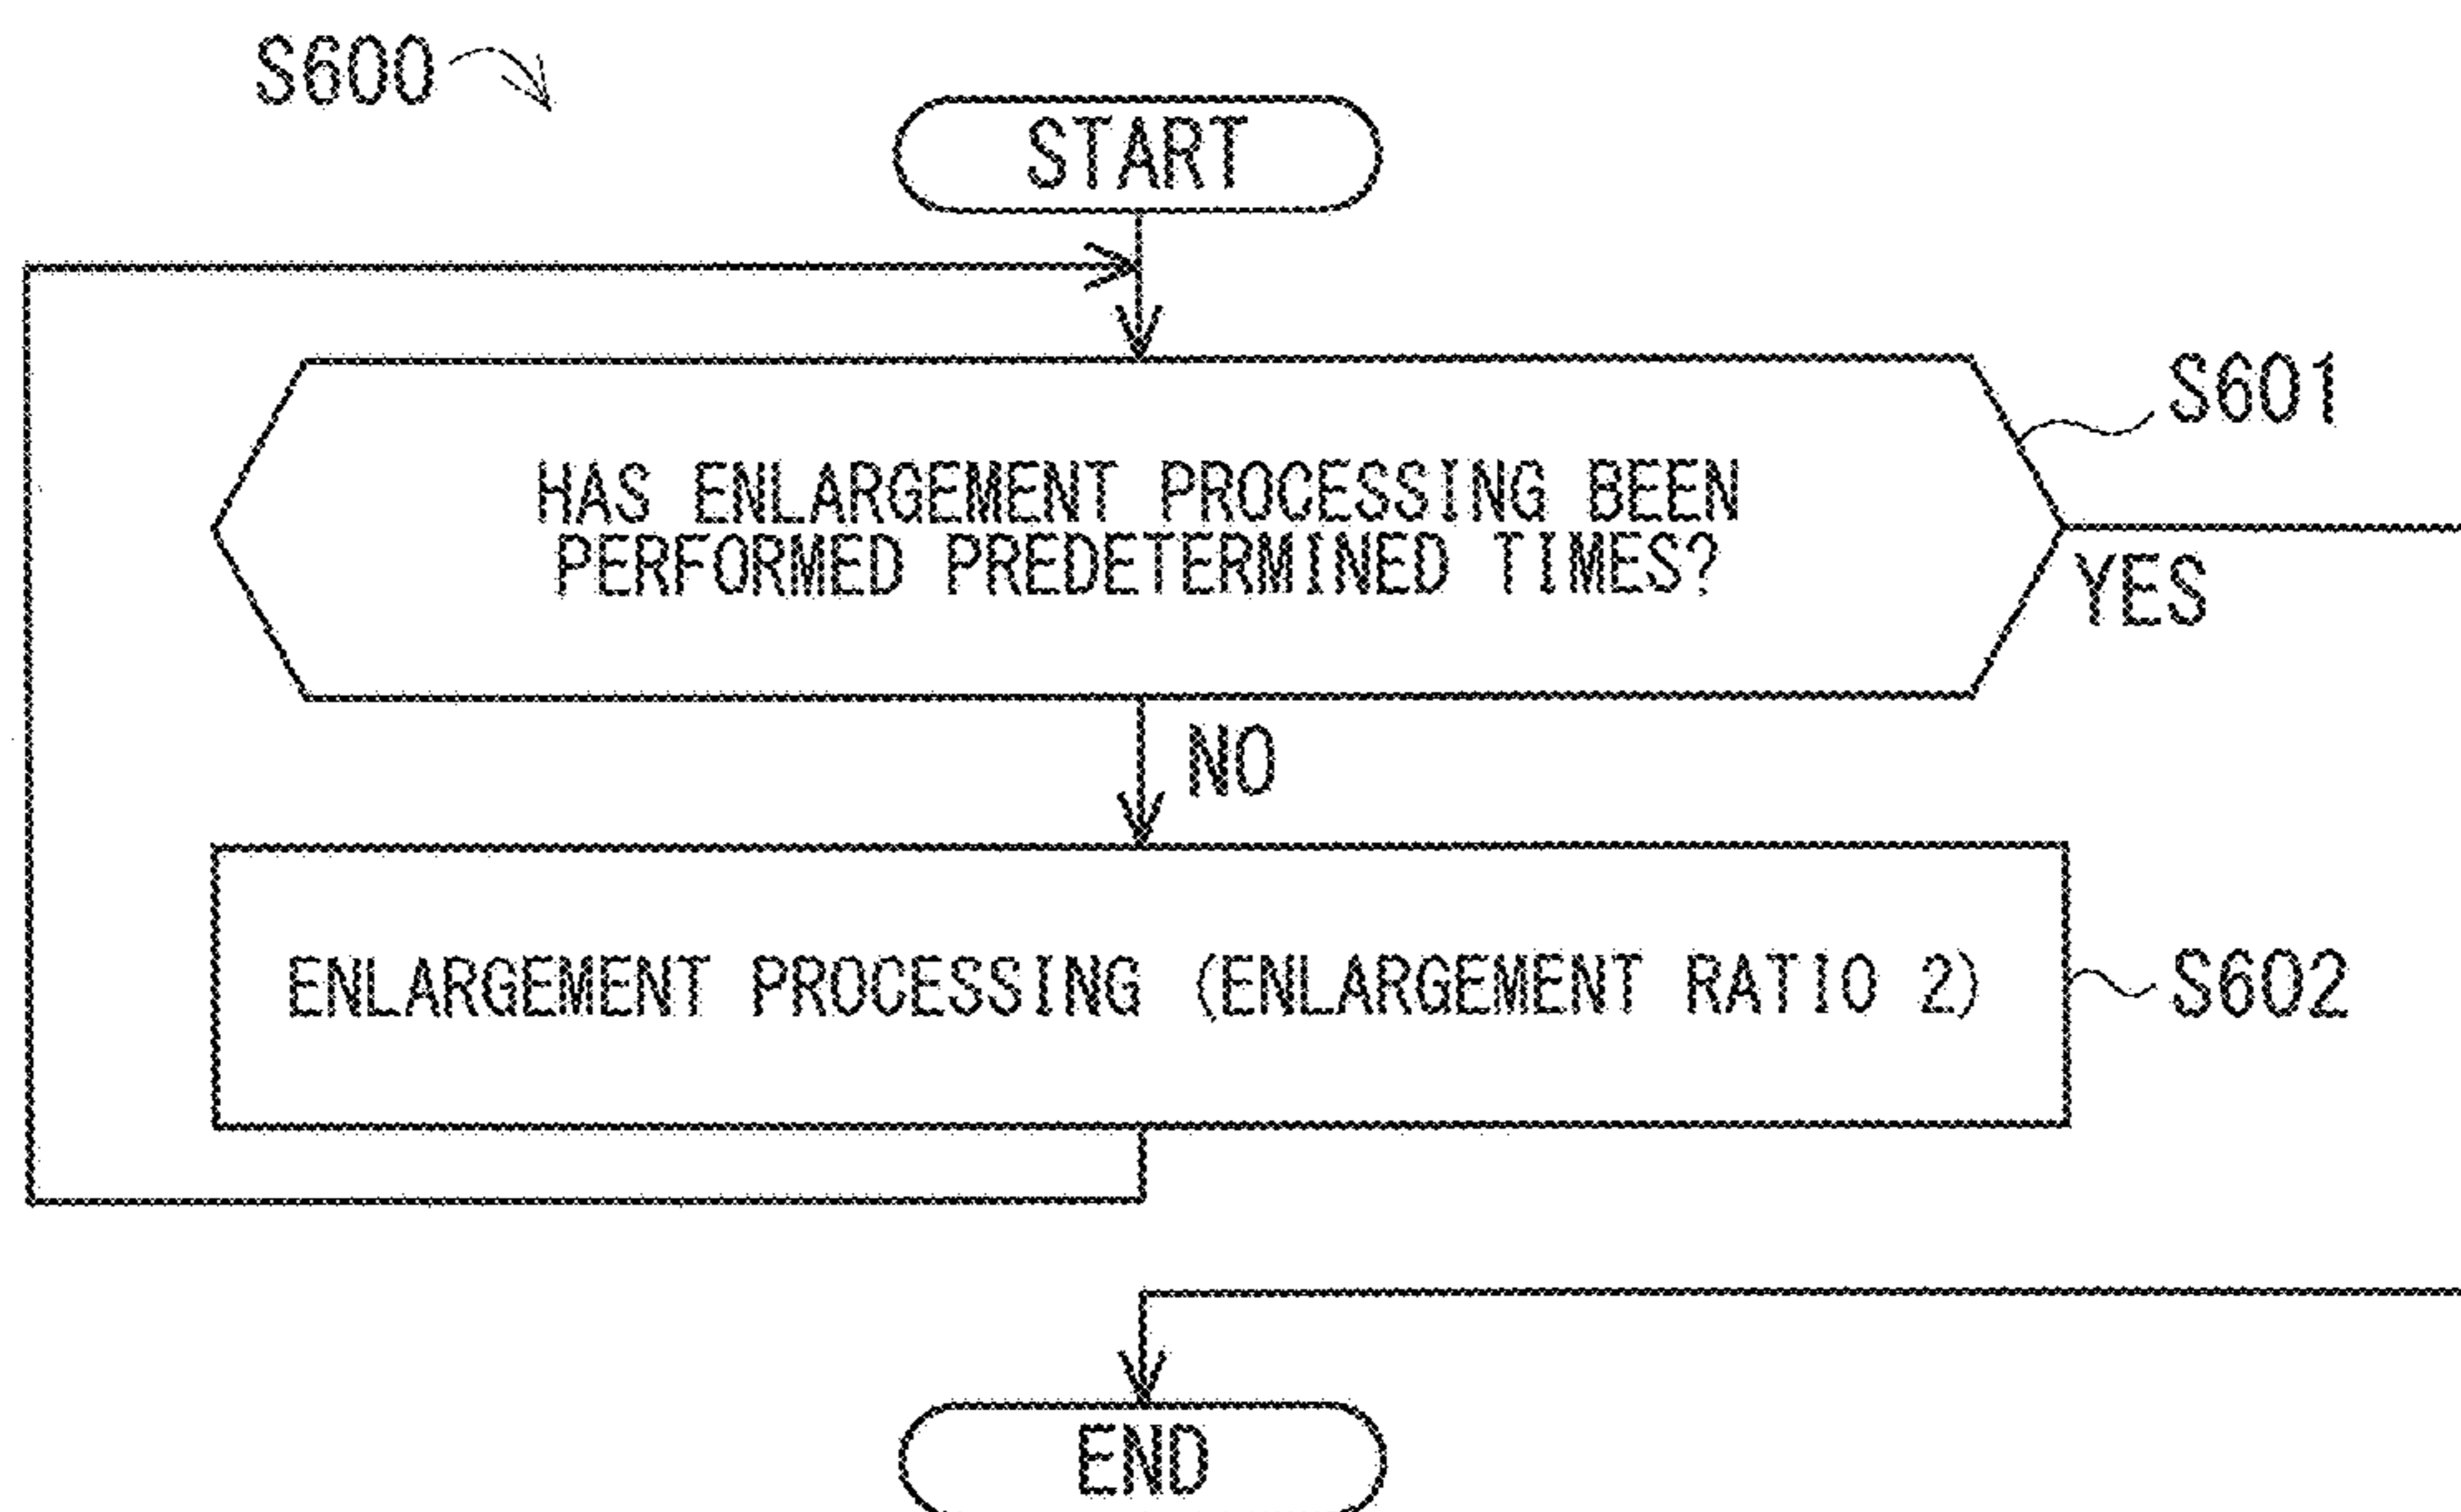 S600
START
S601
HAS ENLARGEMENT PROCESSING BEEN
PERFORMED PREDETERMINED TIMES?
YES
NO
ENLARGEMENT PROCESSING (ENLARGEMENT RATIO 2)
S602
END